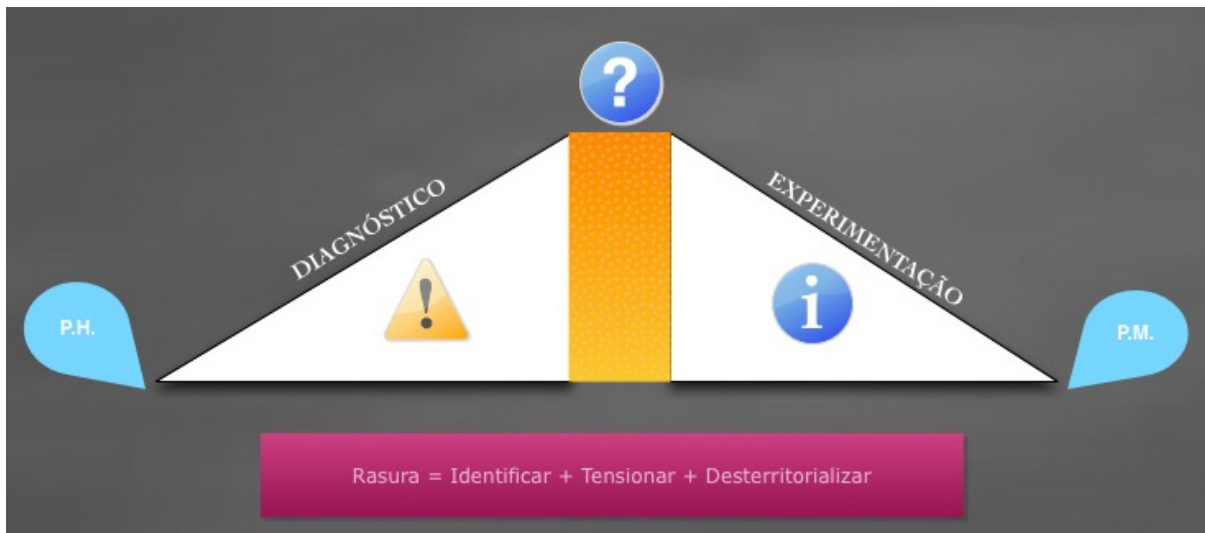 ?
DIAGNÓSTICO
EXPERIMENTAÇÃO
!
i
P.H.
P.M.
Rasura = Identificar + Tensionar + Desterritorializar